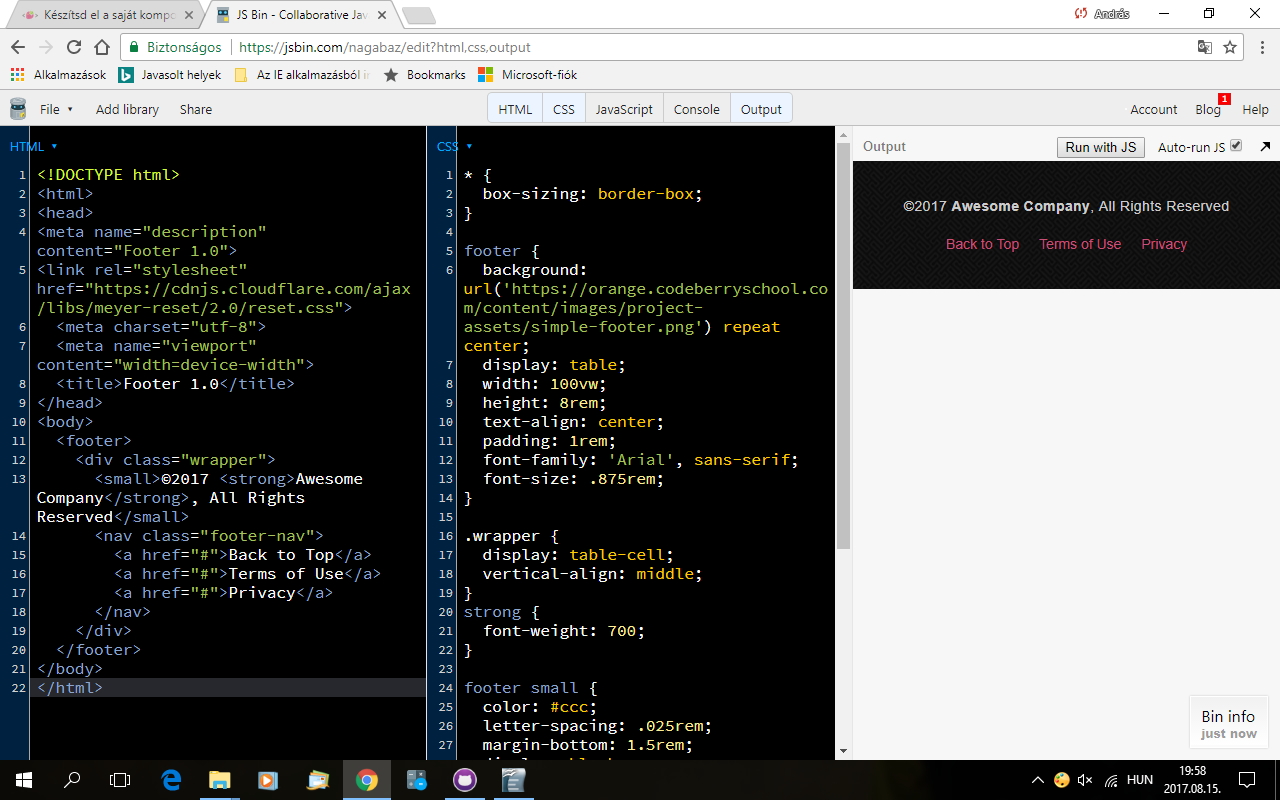 Készítsd el a saját kompo
JS Bin - Collaborative Jav
András
Biztonságos
https://jsbin.com/nagabaz/edit?html,css,output
Alkalmazások
Javasolt helyek
Az IE alkalmazásból i
Bookmarks
Microsoft-fiók
File
Add library
Share
HTML
CSS
JavaScript
Console
Output
Account
Blog
1
Help
HTML
1 <!DOCTYPE html>
2 <html>
3 <head>
4 <meta name="description"
content="Footer 1.0">
5 <link rel="stylesheet"
href="https://cdnjs.cloudflare.com/ajax
/libs/meyer-reset/2.0/reset.css">
6 <meta charset="utf-8">
7 <meta name="viewport"
content="width=device-width">
8 <title>Footer 1.0</title>
9 </head>
10 <body>
11 <footer>
12 <div class="wrapper">
13 <small>©2017 <strong>Awesome
Company</strong>, All Rights
Reserved</small>
14 <nav class="footer-nav">
15 <a href="#">Back to Top</a>
16 <a href="#">Terms of Use</a>
17 <a href="#">Privacy</a>
18 </nav>
19 </div>
20 </footer>
21 </body>
22 </html>
CSS
1 * {
2 box-sizing: border-box;
3 }
4
5 footer {
6 background:
url('https://orange.codeberryschool.co
m/content/images/project-
assets/simple-footer.png') repeat
center;
7 display: table;
8 width: 100vw;
9 height: 8rem;
10 text-align: center;
11 padding: 1rem;
12 font-family: 'Arial', sans-serif;
13 font-size: .875rem;
14 }
15
16 .wrapper {
17 display: table-cell;
18 vertical-align: middle;
19 }
20 strong {
21 font-weight: 700;
22 }
23
24 footer small {
25 color: #ccc;
26 letter-spacing: .025rem;
27 margin-bottom: 1.5rem;
Output
Run with JS
Auto-run JS
©2017 Awesome Company, All Rights Reserved
Back to Top Terms of Use Privacy
Bin info
just now
HUN
19:58
2017.08.15.